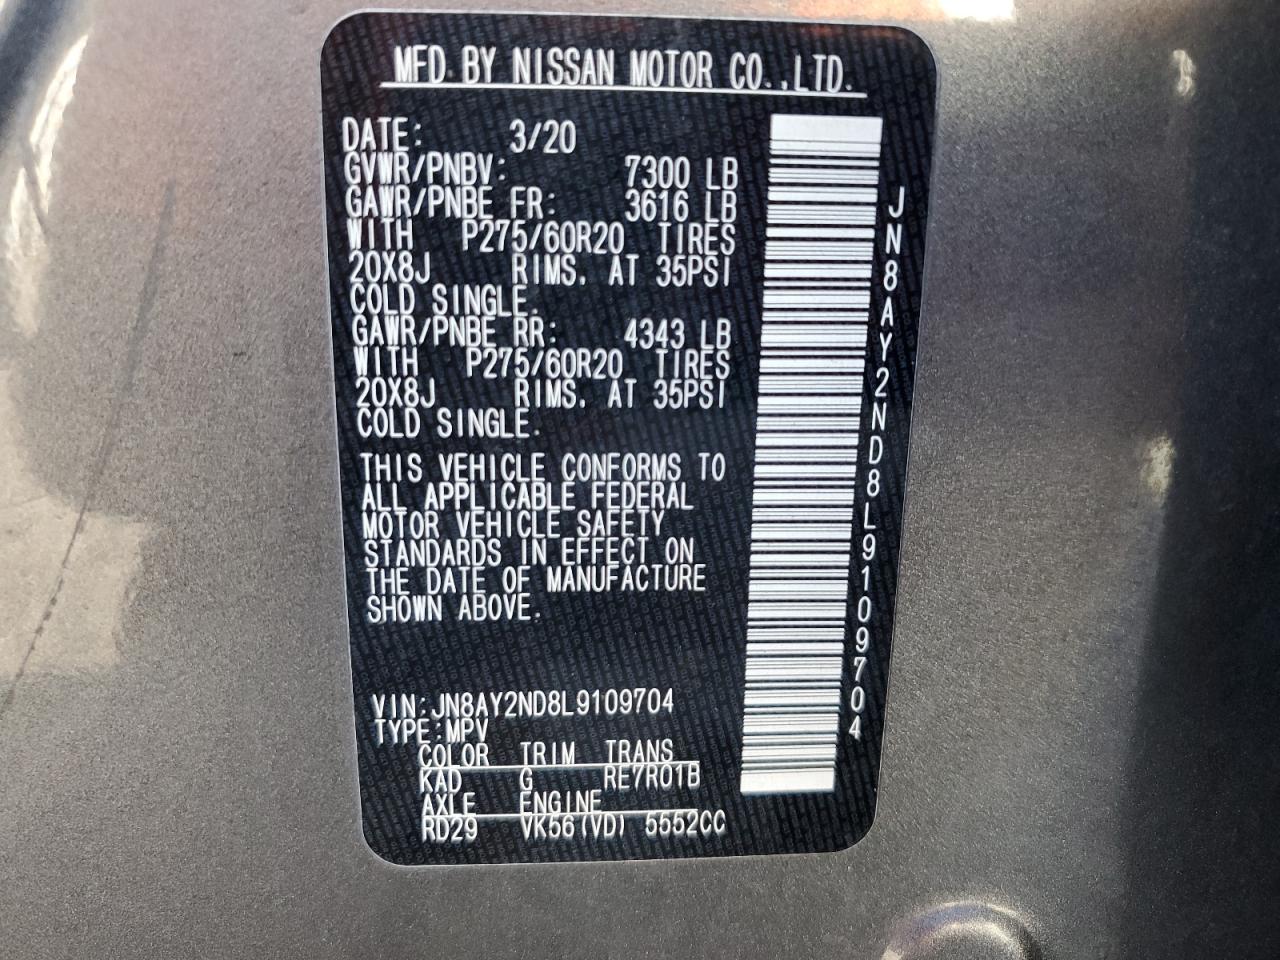 MFD. BY NISSAN MOTOR CO.,LTD.
DATE: 3/20
GVWR/PNBV: 7300 LB
GAWR/PNBE FR: 3616 LB
WITH P275/60R20 TIRES
20X8J RIMS, AT 35PSI
COLD SINGLE.
GAWR/PNBE RR: 4343 LB
WITH P275/60R20 TIRES
20X8J RIMS, AT 35PSI
COLD SINGLE.
THIS VEHICLE CONFORMS TO
ALL APPLICABLE FEDERAL
MOTOR VEHICLE SAFETY
STANDARDS IN EFFECT ON
THE DATE OF MANUFACTURE
SHOWN ABOVE.
VIN:JN8AY2ND8L9109704
TYPE:MPV
COLOR TRIM TRANS
KAD G RE7R01B
AXLE ENGINE
RD29 VK56(VD) 5552CC
JN8AY2ND8L9109704